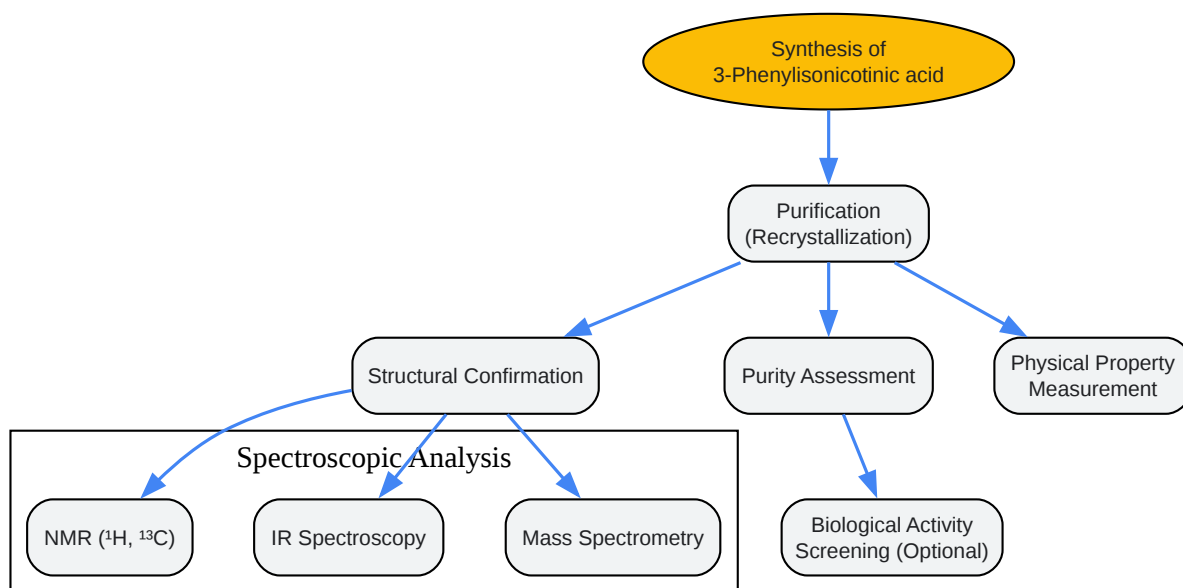 Synthesis of
3-Phenylisonicotinic acid
Purification
(Recrystallization)
Structural Confirmation
Purity Assessment
Physical Property
Measurement
Spectroscopic Analysis
NMR (¹H, ¹³C)
IR Spectroscopy
Mass Spectrometry
Biological Activity
Screening (Optional)